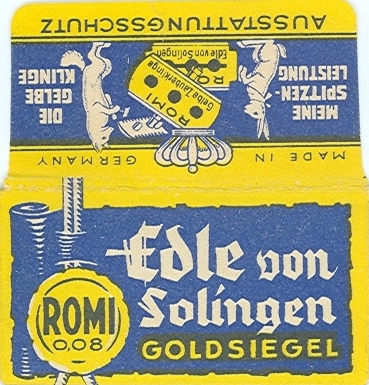 AUSSTATTUNGSSCHUTZ
MEINE
SPITZEN-
LEISTUNG
Edle von Solingen
ROMI
ROMI
Gelbe Zauberklinge
DIE
GELBE
KLINGE
MADE IN GERMANY
Edle von
Solingen
GOLDSIEGEL
ROMI
0,08